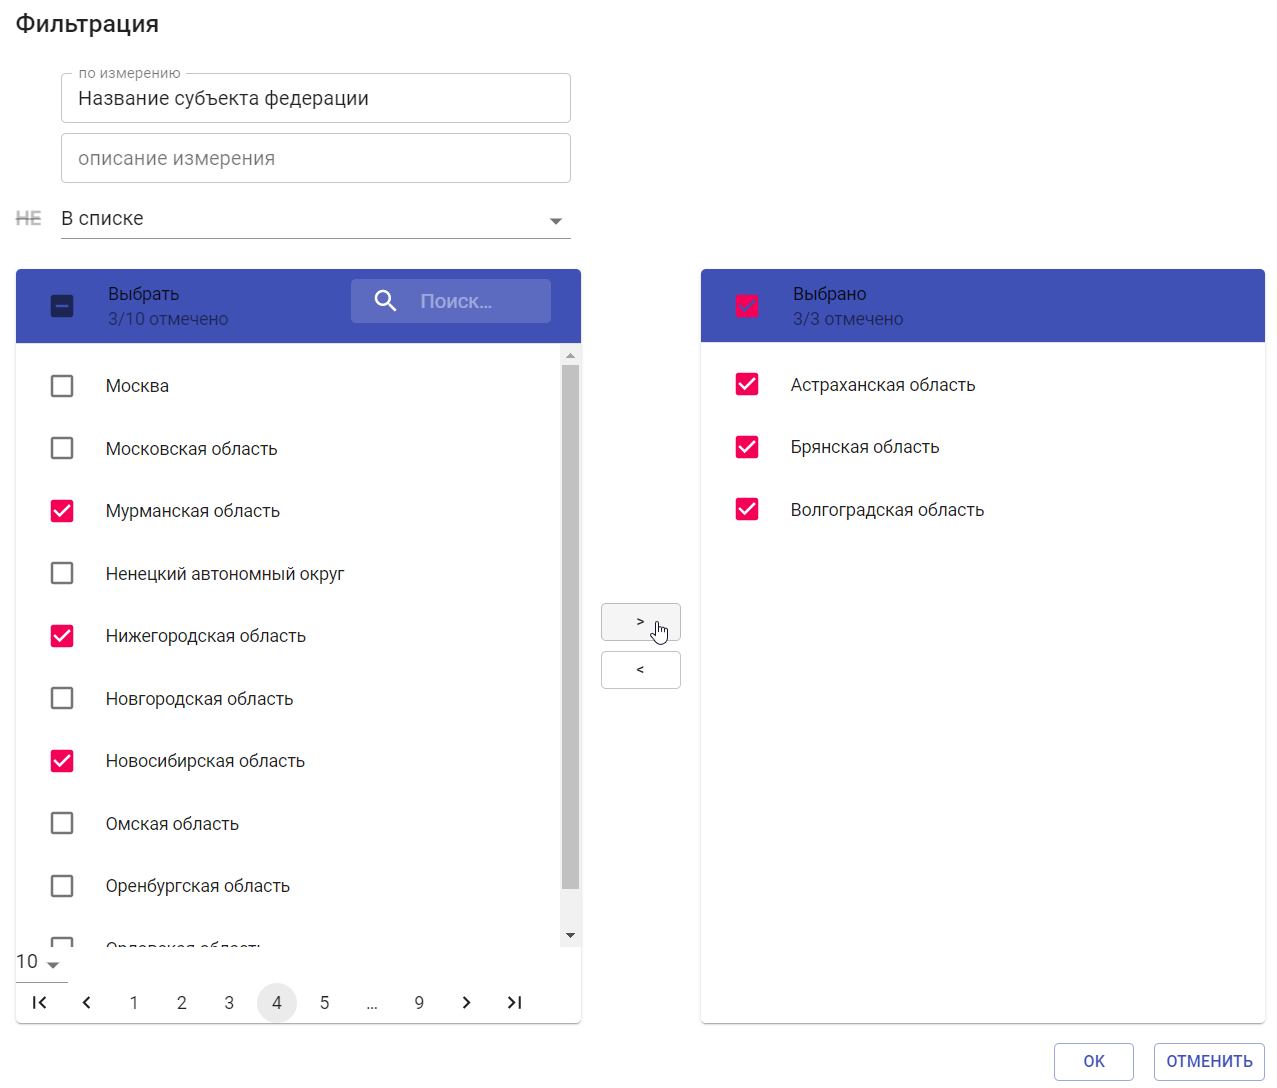 Фильтрация
по измерению
Название субъекта федерации
описание измерения
НЕ
В списке
Выбрать
3/10 отмечено
Поиск...
Москва
Московская область
Мурманская область
Ненецкий автономный округ
Нижегородская область
Новгородская область
Новосибирская область
Омская область
Оренбургская область
Орловская область
10
1 2 3 4 5 ... 9
>
<
Выбрано
3/3 отмечено
Астраханская область
Брянская область
Волгоградская область
ОК
ОТМЕНИТЬ